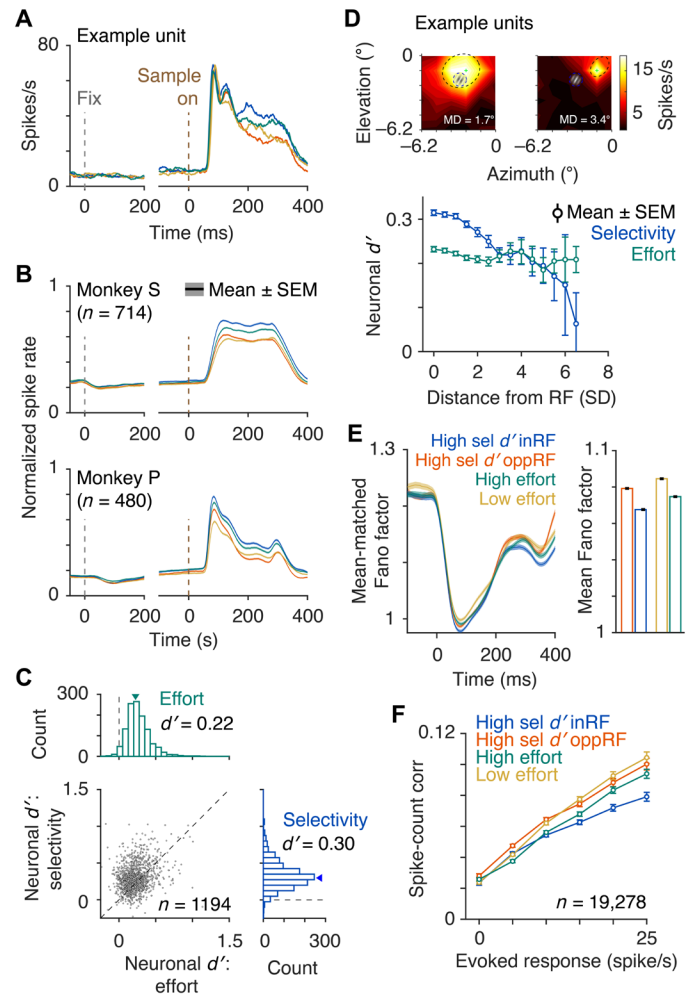 A
Example unit
80
Spikes/s
0
Fix
Sample
on
0
200
0
200
400
Time (ms)
B
Monkey S
(n = 714)
Mean ± SEM
1
0
0
200
0
200
400
Normalized spike rate
Monkey P
(n = 480)
1
0
0
200
0
200
400
Time (s)
C
300
Count
0
Effort
d′ = 0.22
1.5
Neuronal d′:
selectivity
0
n = 1194
0
1.5
Neuronal d′:
effort
Selectivity
d′ = 0.30
0
300
Count
D
Example units
0
Elevation (°)
−6.2
MD = 1.7°
MD = 3.4°
−6.2
0
−6.2
0
Azimuth (°)
15
10
5
Spikes/s
Mean ± SEM
Selectivity
Effort
0.3
Neuronal d′
0
0
2
4
6
8
Distance from RF (SD)
E
High sel d′ inRF
High sel d′ oppRF
High effort
Low effort
1.3
Mean-matched
Fano factor
1
0
200
400
Time (ms)
1.1
Mean Fano factor
1
F
High sel d′ inRF
High sel d′ oppRF
High effort
Low effort
0.12
Spike-count corr
0
n = 19,278
0
25
Evoked response (spike/s)